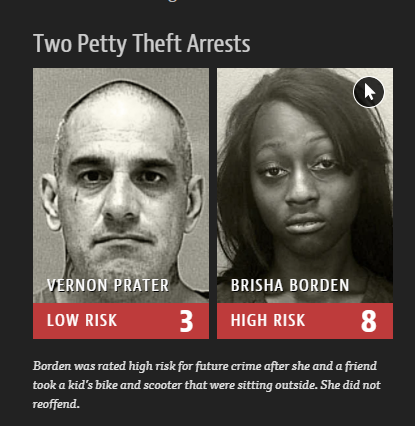 Two Petty Theft Arrests
VERNON PRATER
LOW RISK 3
BRISHA BORDEN
HIGH RISK 8
Borden was rated high risk for future crime after she and a friend
took a kid's bike and scooter that were sitting outside. She did not
reoffend.